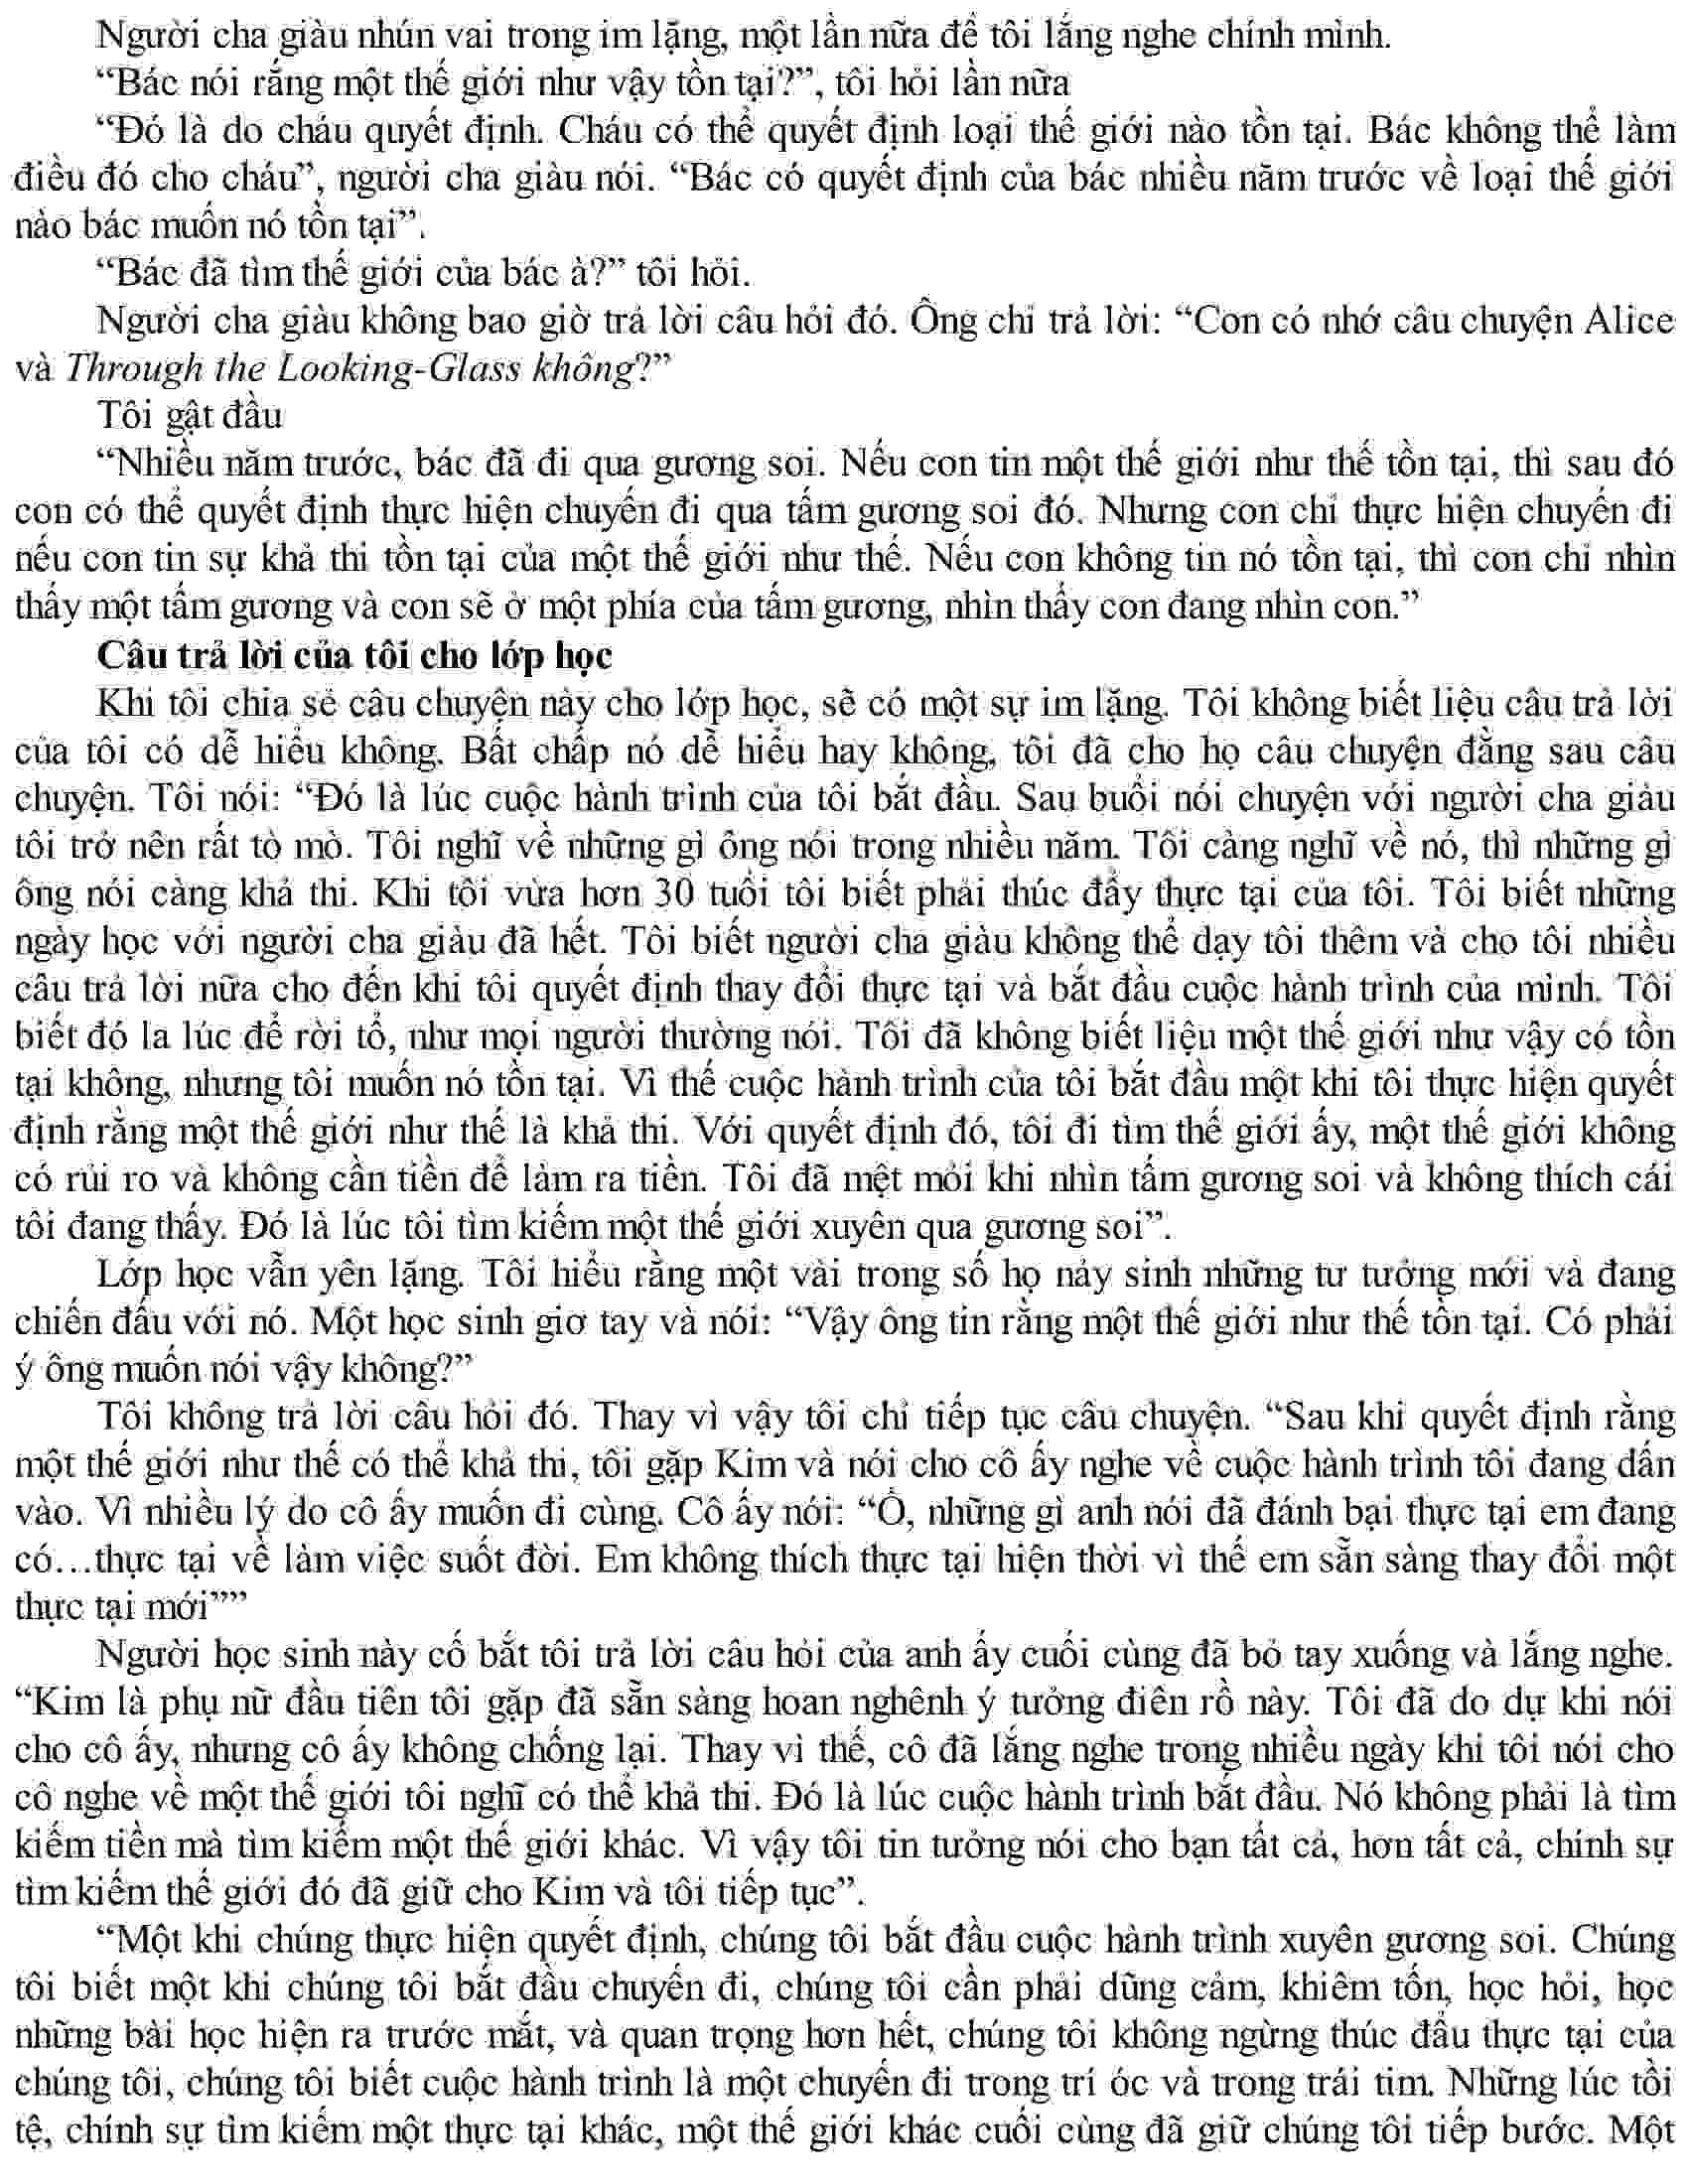 Người cha giàu nhún vai trong im lặng, một lần nữa để tôi lắng nghe chính mình.
“Bác nói rằng một thế giới như vậy tồn tại?”, tôi hỏi lần nữa
“Đó là do cháu quyết định. Cháu có thể quyết định loại thế giới nào tồn tại. Bác không thể làm
điều đó cho cháu”, người cha giàu nói. “Bác có quyết định của bác nhiều năm trước về loại thế giới
nào bác muốn nó tồn tại”.
“Bác đã tìm thế giới của bác à?” tôi hỏi.
Người cha giàu không bao giờ trả lời câu hỏi đó. Ông chỉ trả lời: “Con có nhớ câu chuyện Alice
và Through the Looking-Glass không?”
Tôi gật đầu
“Nhiều năm trước, bác đã đi qua gương soi. Nếu con tin một thế giới như thế tồn tại, thì sau đó
con có thể quyết định thực hiện chuyến đi qua tấm gương soi đó. Nhưng con chỉ thực hiện chuyến đi
nếu con tin sự khả thi tồn tại của một thế giới như thế. Nếu con không tin nó tồn tại, thì con chỉ nhìn
thấy một tấm gương và con sẽ ở một phía của tấm gương, nhìn thấy con đang nhìn con.”
Câu trả lời của tôi cho lớp học
Khi tôi chia sẻ câu chuyện này cho lớp học, sẽ có một sự im lặng. Tôi không biết liệu câu trả lời
của tôi có dễ hiểu không. Bất chấp nó dễ hiểu hay không, tôi đã cho họ câu chuyện đằng sau câu
chuyện. Tôi nói: “Đó là lúc cuộc hành trình của tôi bắt đầu. Sau buổi nói chuyện với người cha giàu
tôi trở nên rất tò mò. Tôi nghĩ về những gì ông nói trong nhiều năm. Tôi càng nghĩ về nó, thì những gì
ông nói càng khả thi. Khi tôi vừa hơn 30 tuổi tôi biết phải thúc đẩy thực tại của tôi. Tôi biết những
ngày học với người cha giàu đã hết. Tôi biết người cha giàu không thể dạy tôi thêm và cho tôi nhiều
câu trả lời nữa cho đến khi tôi quyết định thay đổi thực tại và bắt đầu cuộc hành trình của mình. Tôi
biết đó la lúc để rời tổ, như mọi người thường nói. Tôi đã không biết liệu một thế giới như vậy có tồn
tại không, nhưng tôi muốn nó tồn tại. Vì thế cuộc hành trình của tôi bắt đầu một khi tôi thực hiện quyết
định rằng một thế giới như thế là khả thi. Với quyết định đó, tôi đi tìm thế giới ấy, một thế giới không
có rủi ro và không cần tiền để làm ra tiền. Tôi đã mệt mỏi khi nhìn tấm gương soi và không thích cái
tôi đang thấy. Đó là lúc tôi tìm kiếm một thế giới xuyên qua gương soi”.
Lớp học vẫn yên lặng. Tôi hiểu rằng một vài trong số họ nảy sinh những tư tưởng mới và đang
chiến đấu với nó. Một học sinh giơ tay và nói: “Vậy ông tin rằng một thế giới như thế tồn tại. Có phải
ý ông muốn nói vậy không?”
Tôi không trả lời câu hỏi đó. Thay vì vậy tôi chỉ tiếp tục câu chuyện. “Sau khi quyết định rằng
một thế giới như thế có thể khả thi, tôi gặp Kim và nói cho cô ấy nghe về cuộc hành trình tôi đang dấn
vào. Vì nhiều lý do cô ấy muốn đi cùng. Cô ấy nói: “Ồ, những gì anh nói đã đánh bại thực tại em đang
có...thực tại về làm việc suốt đời. Em không thích thực tại hiện thời vì thế em sẵn sàng thay đổi một
thực tại mới””
Người học sinh này cố bắt tôi trả lời câu hỏi của anh ấy cuối cùng đã bỏ tay xuống và lắng nghe.
“Kim là phụ nữ đầu tiên tôi gặp đã sẵn sàng hoan nghênh ý tưởng điên rồ này. Tôi đã do dự khi nói
cho cô ấy, nhưng cô ấy không chống lại. Thay vì thế, cô đã lắng nghe trong nhiều ngày khi tôi nói cho
cô nghe về một thế giới tôi nghĩ có thể khả thi. Đó là lúc cuộc hành trình bắt đầu. Nó không phải là tìm
kiếm tiền mà tìm kiếm một thế giới khác. Vì vậy tôi tin tưởng nói cho bạn tất cả, hơn tất cả, chính sự
tìm kiếm thế giới đó đã giữ cho Kim và tôi tiếp tục”.
“Một khi chúng thực hiện quyết định, chúng tôi bắt đầu cuộc hành trình xuyên gương soi. Chúng
tôi biết một khi chúng tôi bắt đầu chuyến đi, chúng tôi cần phải dũng cảm, khiêm tốn, học hỏi, học
những bài học hiện ra trước mắt, và quan trọng hơn hết, chúng tôi không ngừng thúc đẩu thực tại của
chúng tôi, chúng tôi biết cuộc hành trình là một chuyến đi trong trí óc và trong trái tim. Những lúc tồi
tệ, chính sự tìm kiếm một thực tại khác, một thế giới khác cuối cùng đã giữ chúng tôi tiếp bước. Một